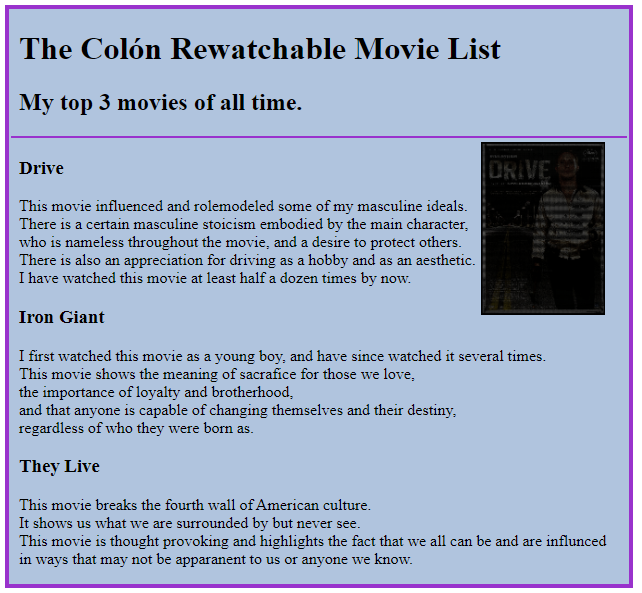 The Colón Rewatchable Movie List
My top 3 movies of all time.
Drive
DRIVE
This movie influenced and rolemodeled some of my masculine ideals.
There is a certain masculine stoicism embodied by the main character,
who is nameless throughout the movie, and a desire to protect others.
There is also an appreciation for driving as a hobby and as an aesthetic.
I have watched this movie at least half a dozen times by now.
Iron Giant
I first watched this movie as a young boy, and have since watched it several times.
This movie shows the meaning of sacrafice for those we love,
the importance of loyalty and brotherhood,
and that anyone is capable of changing themselves and their destiny,
regardless of who they were born as.
They Live
This movie breaks the fourth wall of American culture.
It shows us what we are surrounded by but never see.
This movie is thought provoking and highlights the fact that we all can be and are influnced
in ways that may not be apparanent to us or anyone we know.